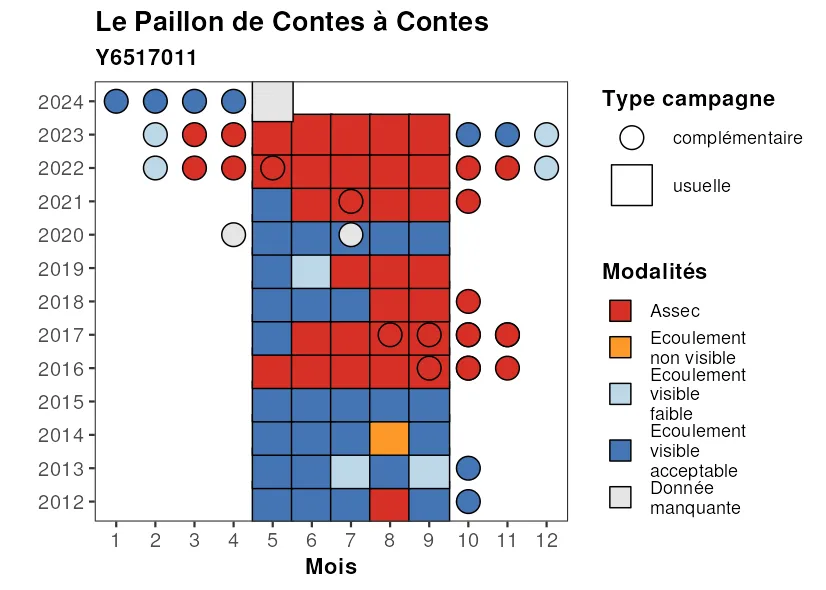 Le Paillon de Contes à Contes
Y6517011
2024
2023
2022
2021
2020
2019
2018
2017
2016
2015
2014
2013
2012
1 2 3 4 5 6 7 8 9 10 11 12
Mois
Type campagne
complémentaire
usuelle
Modalités
Assec
Ecoulement
non visible
Ecoulement
visible
faible
Ecoulement
visible
acceptable
Donnée
manquante